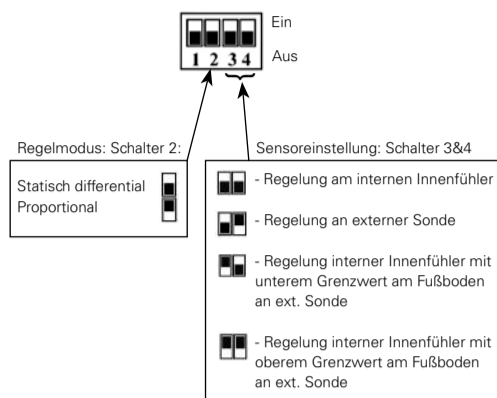 Ein
Aus
1 2 3 4
Regelmodus: Schalter 2:
Statisch differential
Proportional
Sensoreinstellung: Schalter 3&4
- Regelung am internen Innenfühler
- Regelung an externer Sonde
- Regelung interner Innenfühler mit
unterem Grenzwert am Fußboden
an ext. Sonde
- Regelung interner Innenfühler mit
oberem Grenzwert am Fußboden
an ext. Sonde